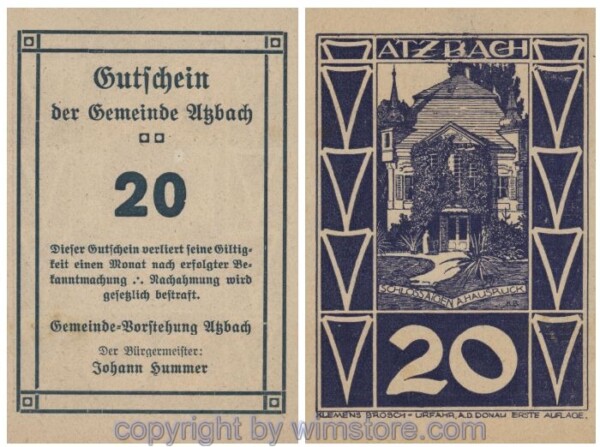 Gutschein
der Gemeinde Atzbach
20
Dieser Gutschein verliert seine Giltig-
keit einen Monat nach erfolgter Be-
kanntmachung ∴ Nachahmung wird
gesetzlich bestraft.
Gemeinde-Vorstehung Atzbach
Der Bürgermeister:
Johann Hummer
ATZBACH
SCHLOSS AIGEN A. HAUSRUCK
20
KLEMENS BROSCH – URFAHR, A.D. DONAU ERSTE AUFLAGE.
copyright by wimstore.com